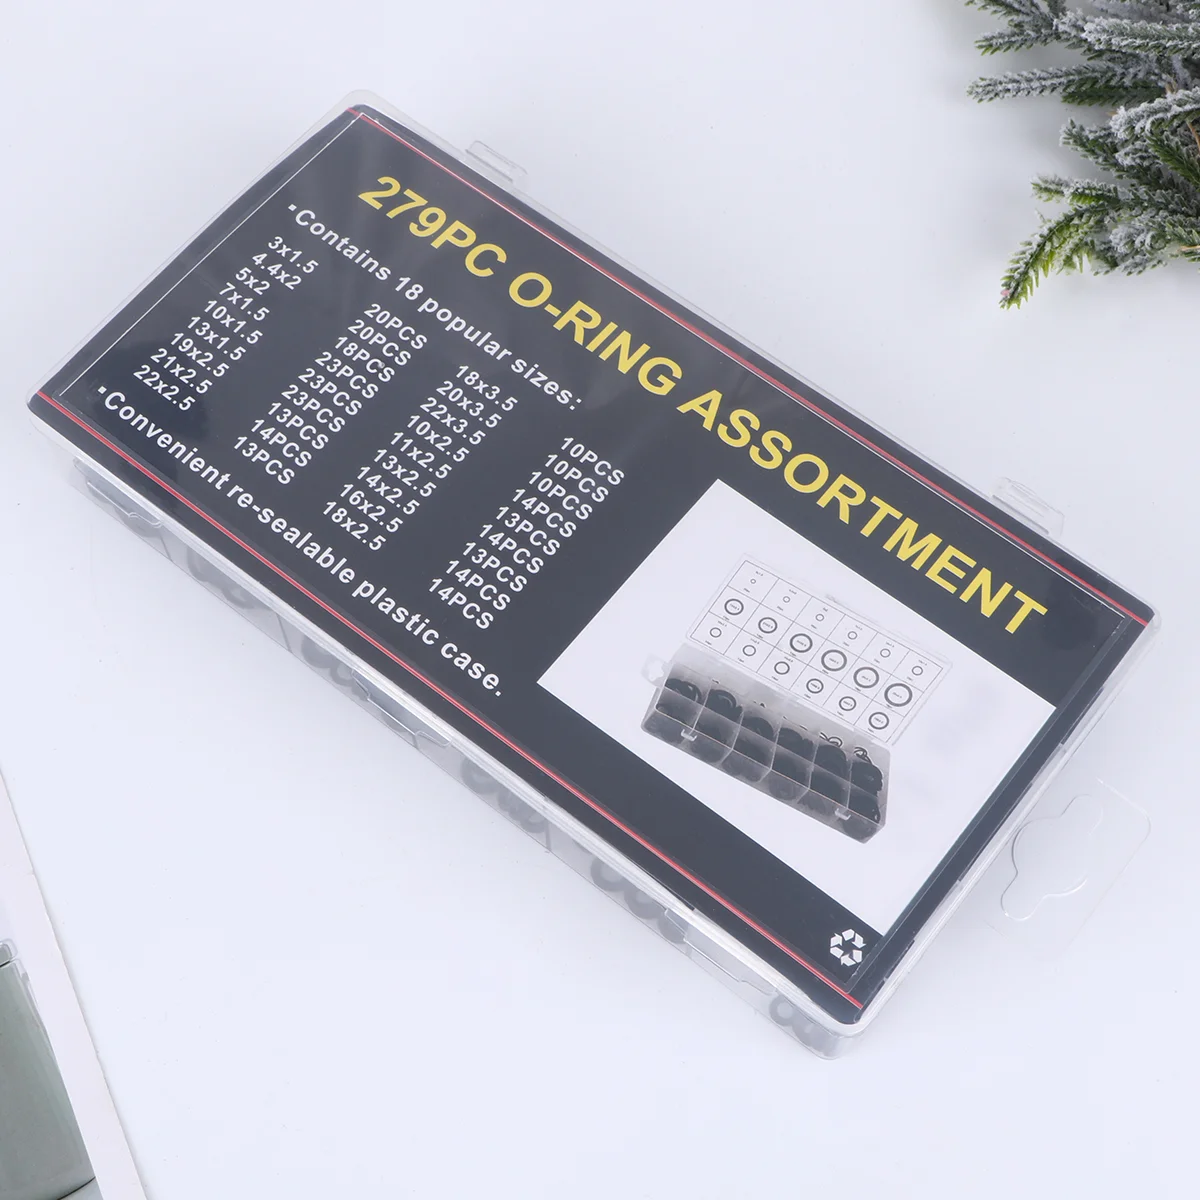 279PC O-RING ASSORTMENT
▪Contains 18 popular sizes:
3x1.5 20PCS 18x3.5 10PCS
4.4x2 20PCS 20x3.5 10PCS
5x2 18PCS 22x3.5 10PCS
7x1.5 23PCS 10x2.5 14PCS
10x1.5 23PCS 11x2.5 13PCS
13x1.5 23PCS 13x2.5 14PCS
19x2.5 13PCS 14x2.5 13PCS
21x2.5 14PCS 16x2.5 14PCS
22x2.5 13PCS 18x2.5 14PCS
▪Convenient re-sealable plastic case.